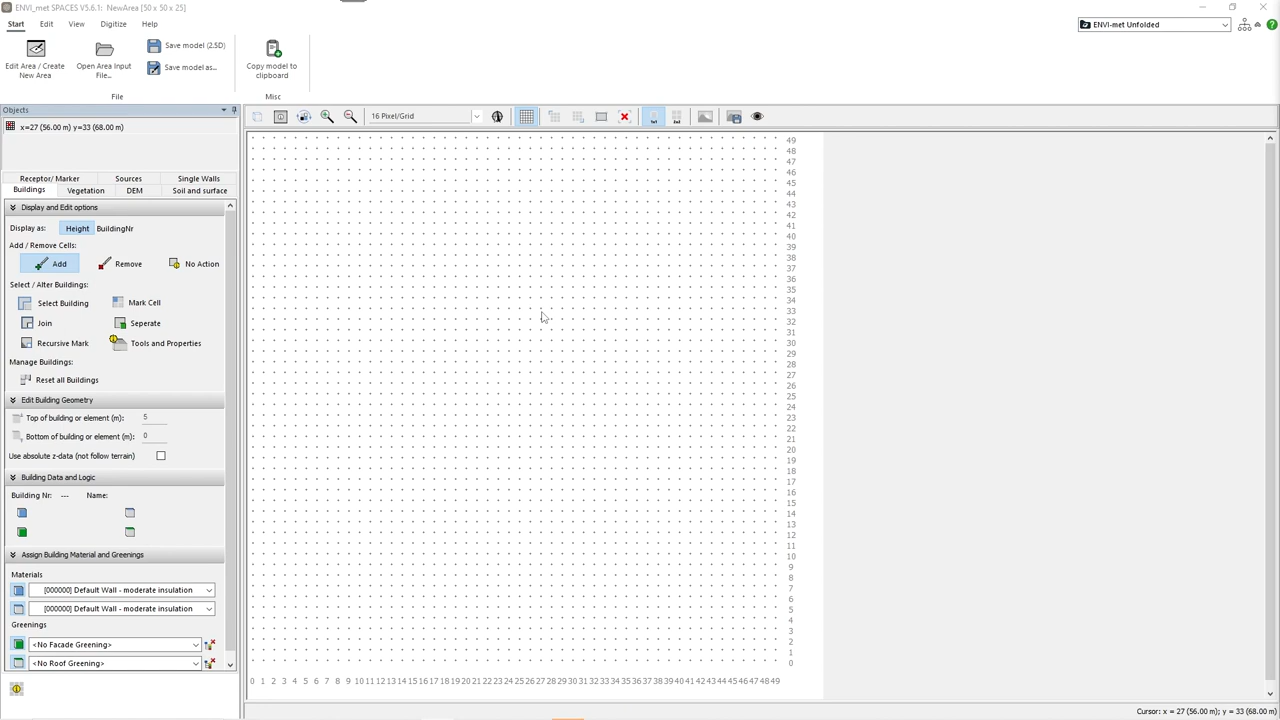 ENVI_met SPACES V5.6.1: NewArea [50 x 50 x 25]
Start Edit View Digitize Help
ENVI-met Unfolded
Edit Area / Create New Area
Open Area Input File...
Save model (2.5D)
Save model as...
Copy model to clipboard
File
Misc
Objects
16 Pixel/Grid
x=27 (56.00 m) y=33 (68.00 m)
Receptor/ Marker Sources Single Walls
Buildings Vegetation DEM Soil and surface
Display and Edit options
Display as: Height BuildingNr
Add / Remove Cells:
Add Remove No Action
Select / Alter Buildings:
Select Building Mark Cell
Join Seperate
Recursive Mark Tools and Properties
Manage Buildings:
Reset all Buildings
Edit Building Geometry
Top of building or element (m): 5
Bottom of building or element (m): 0
Use absolute z-data (not follow terrain)
Building Data and Logic
Building Nr: --- Name:
Assign Building Material and Greenings
Materials
[000000] Default Wall - moderate insulation
[000000] Default Wall - moderate insulation
Greenings
<No Facade Greening>
<No Roof Greening>
49
48
47
46
45
44
43
42
41
40
39
38
37
36
35
34
33
32
31
30
29
28
27
26
25
24
23
22
21
20
19
18
17
16
15
14
13
12
11
10
9
8
7
6
5
4
3
2
1
0
0 1 2 3 4 5 6 7 8 9 10 11 12 13 14 15 16 17 18 19 20 21 22 23 24 25 26 27 28 29 30 31 32 33 34 35 36 37 38 39 40 41 42 43 44 45 46 47 48 49
Cursor: x = 27 (56.00 m); y = 33 (68.00 m)